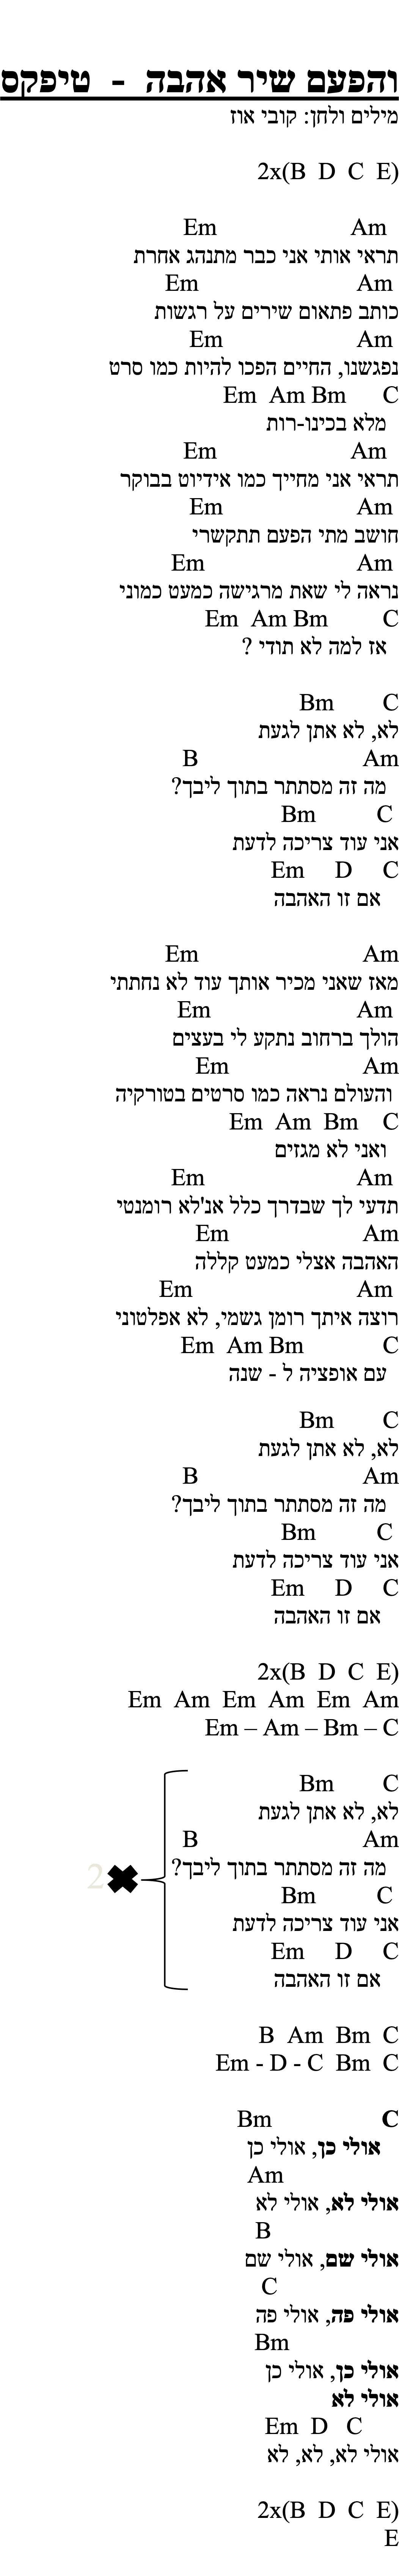 והפעם שיר אהבה - טיפקס
מילים ולחן: קובי אוז
2x(B D C E)
Em Am
תראי אותי אני כבר מתנהג אחרת
Em Am
כותב פתאום שירים על רגשות
Em Am
נפגשנו, החיים הפכו להיות כמו סרט
Em Am Bm C
מלא בכינו-רות
Em Am
תראי אני מחייך כמו אידיוט בבוקר
Em Am
חושב מתי הפעם תתקשרי
Em Am
נראה לי שאת מרגישה כמעט כמוני
Em Am Bm C
אז למה לא תודי ?
Bm C
לא, לא אתן לגעת
B Am
מה זה מסתתר בתוך ליבך?
Bm C
אני עוד צריכה לדעת
Em D C
אם זו האהבה
Em Am
מאז שאני מכיר אותך עוד לא נחתתי
Em Am
הולך ברחוב נתקע לי בעצים
Em Am
והעולם נראה כמו סרטים בטורקיה
Em Am Bm C
ואני לא מגזים
Em Am
תדעי לך שבדרך כלל אנ'לא רומנטי
Em Am
האהבה אצלי כמעט קללה
Em Am
רוצה איתך רומן גשמי, לא אפלטוני
Em Am Bm C
עם אופציה ל - שנה
Bm C
לא, לא אתן לגעת
B Am
מה זה מסתתר בתוך ליבך?
Bm C
אני עוד צריכה לדעת
Em D C
אם זו האהבה
2x(B D C E)
Em Am Em Am Em Am
Em – Am – Bm – C
Bm C
לא, לא אתן לגעת
B Am
מה זה מסתתר בתוך ליבך?
2✖
Bm C
אני עוד צריכה לדעת
Em D C
אם זו האהבה
B Am Bm C
Em - D - C Bm C
Bm C
אולי כן, אולי כן
Am
אולי לא, אולי לא
B
אולי שם, אולי שם
C
אולי פה, אולי פה
Bm
אולי כן, אולי כן
אולי לא
Em D C
אולי לא, לא, לא
2x(B D C E)
E